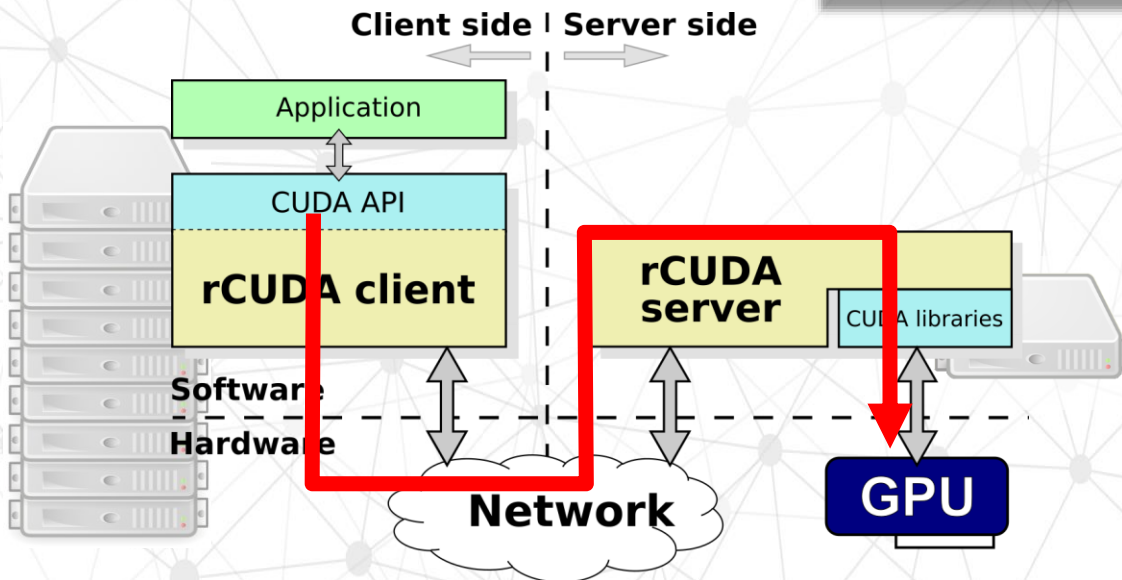 Client side
Server side
Application
CUDA API
rCUDA client
rCUDA
server
CUDA libraries
Software
Hardware
Network
GPU